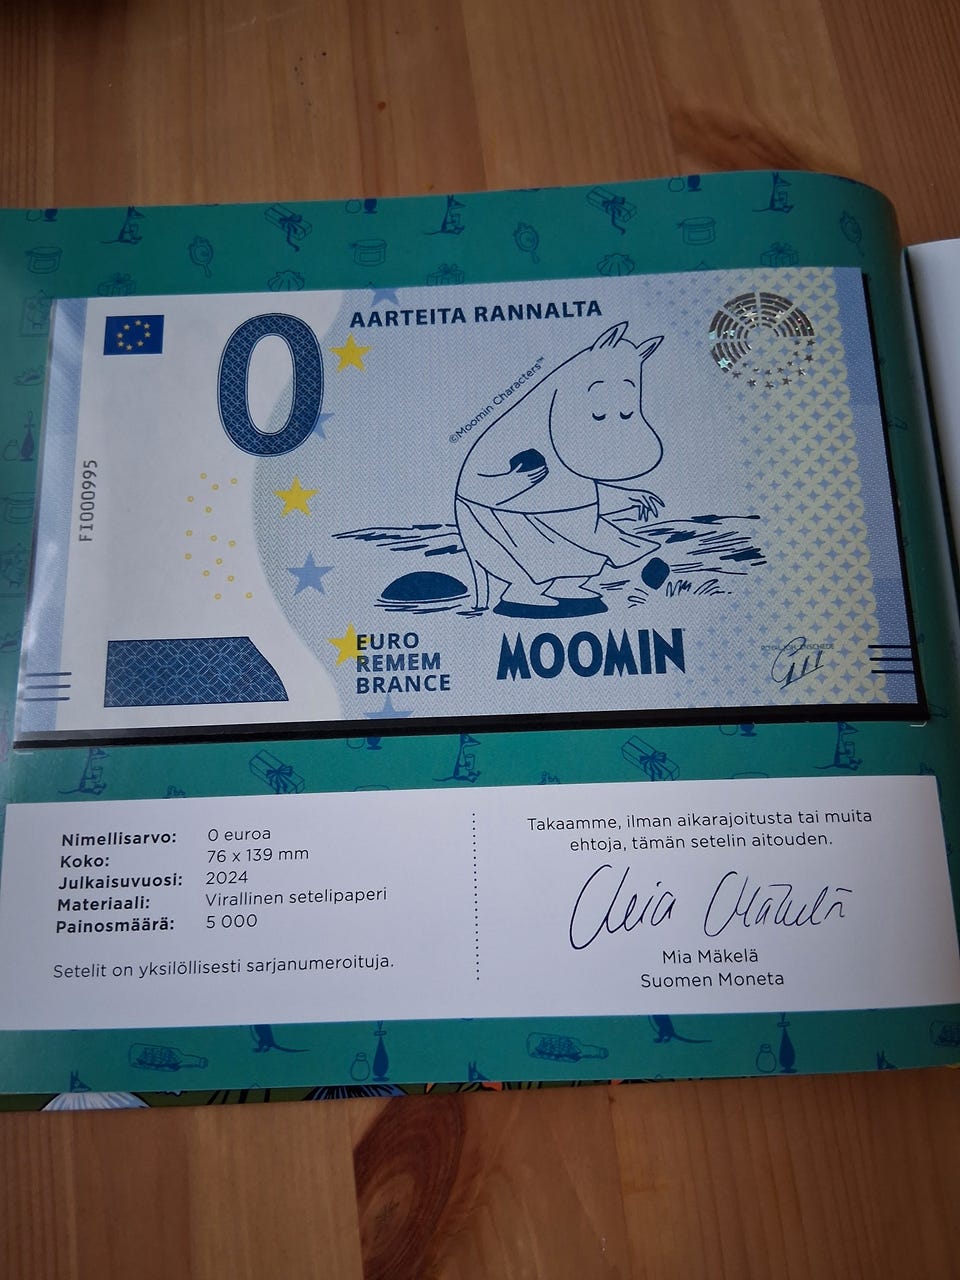 0
AARTEITA RANNALTA
©Moomin Characters™
FI000995
EURO
REMEM
BRANCE
MOOMIN
Nimellisarvo: 0 euroa
Koko: 76 x 139 mm
Julkaisuvuosi: 2024
Materiaali: Virallinen setelipaperi
Painosmäärä: 5 000
Setelit on yksilöllisesti sarjanumeroituja.
Takaamme, ilman aikarajoitusta tai muita
ehtoja, tämän setelin aitouden.
Mia Mäkelä
Mia Mäkelä
Suomen Moneta